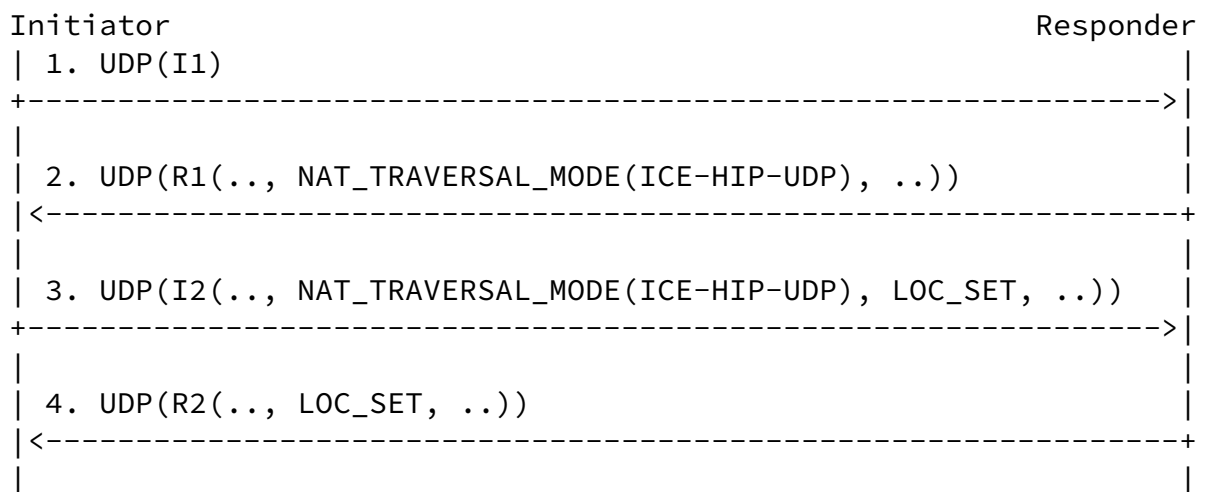 Initiator                                                Responder
| 1. UDP(I1)                                                     |
+--------------------------------------------------------------->|
|                                                                |
| 2. UDP(R1(.., NAT_TRAVERSAL_MODE(ICE-HIP-UDP), ..))            |
|<---------------------------------------------------------------+
|                                                                |
| 3. UDP(I2(.., NAT_TRAVERSAL_MODE(ICE-HIP-UDP), LOC_SET, ..))   |
+--------------------------------------------------------------->|
|                                                                |
| 4. UDP(R2(.., LOC_SET, ..))                                    |
|<---------------------------------------------------------------+
|                                                                |